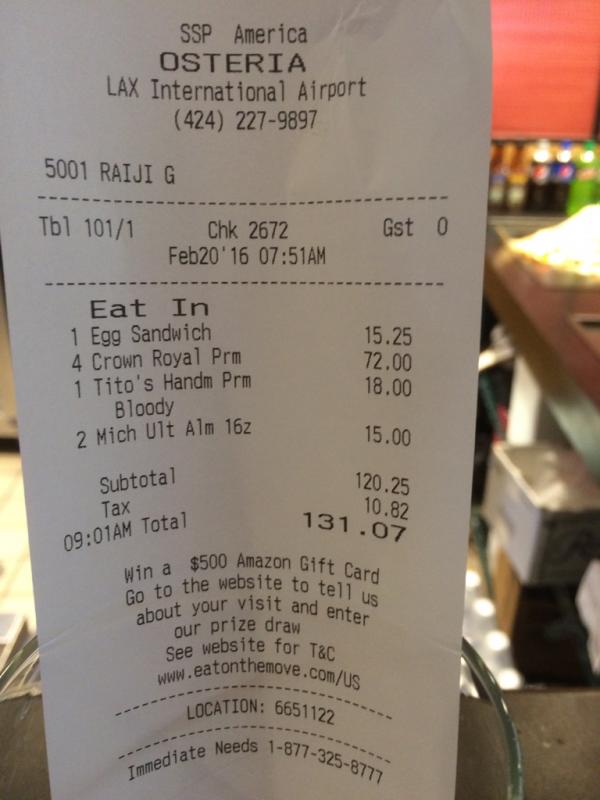 SSP America
OSTERIA
LAX International Airport
(424) 227-9897
5001 RAIJI G
Tbl 101/1 Chk 2672 Gst 0
Feb20'16 07:51AM
Eat In
1 Egg Sandwich 15.25
4 Crown Royal Prm 72.00
1 Tito's Handm Prm 18.00
Bloody
2 Mich Ult Alm 16z 15.00
Subtotal 120.25
Tax 10.82
09:01AM Total 131.07
Win a $500 Amazon Gift Card
Go to the website to tell us
about your visit and enter
our prize draw
See website for T&C
www.eatonthemove.com/US
LOCATION: 6651122
Immediate Needs 1-877-325-8777